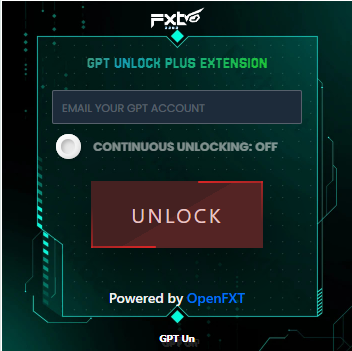 FXT
GPT UNLOCK PLUS EXTENSION
EMAIL YOUR GPT ACCOUNT
CONTINUOUS UNLOCKING: OFF
UNLOCK
Powered by OpenFXT
GPT Un